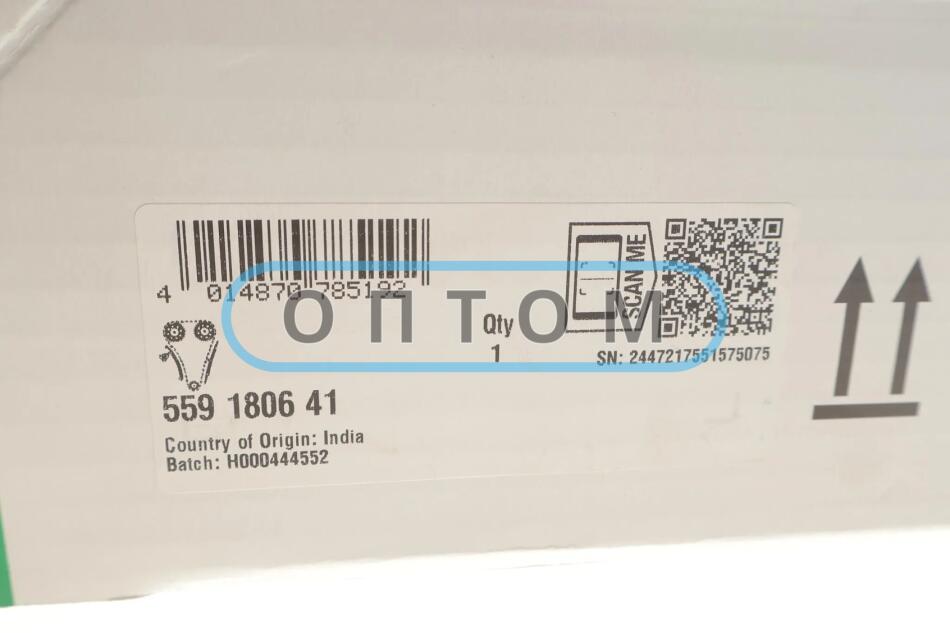 4 014870 785192
ОПТОМ
SCAN ME
Qty
1
SN: 2447217551575075
559 1806 41
Country of Origin: India
Batch: H000444552